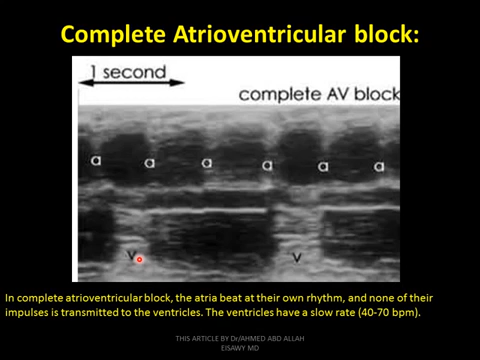 Complete Atrioventricular block:
1 second
complete AV block
a a a a a a
v v
In complete atrioventricular block, the atria beat at their own rhythm, and none of their
impulses is transmitted to the ventricles. The ventricles have a slow rate (40-70 bpm).
THIS ARTICLE BY Dr/AHMED ABD ALLAH
EISAWY MD